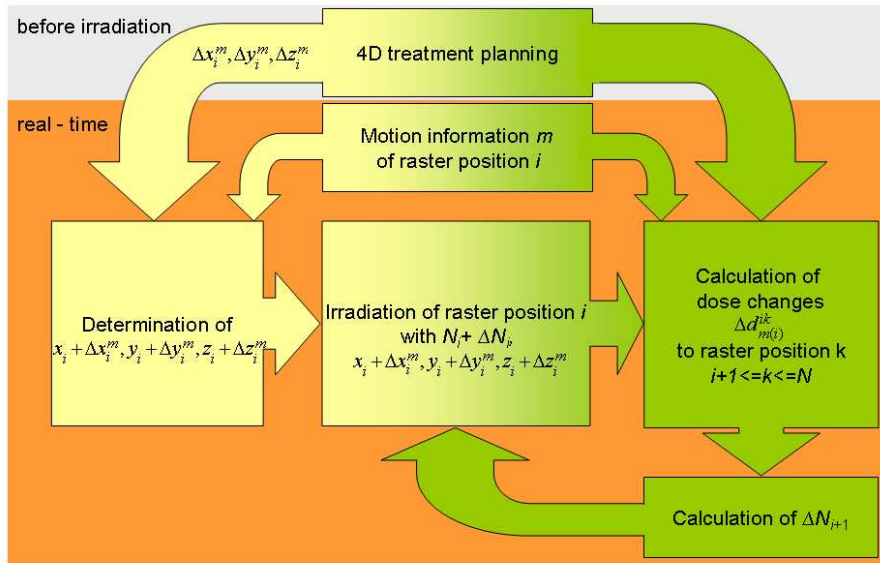 before irradiation
Δx_i^m, Δy_i^m, Δz_i^m
4D treatment planning
real - time
Motion information m
of raster position i
Determination of
x_i + Δx_i^m, y_i + Δy_i^m, z_i + Δz_i^m
Irradiation of raster position i
with N_i + ΔN_i,
x_i + Δx_i^m, y_i + Δy_i^m, z_i + Δz_i^m
Calculation of
dose changes
Δd_{m(i)}^{ik}
to raster position k
i+1<=k<=N
Calculation of ΔN_{i+1}